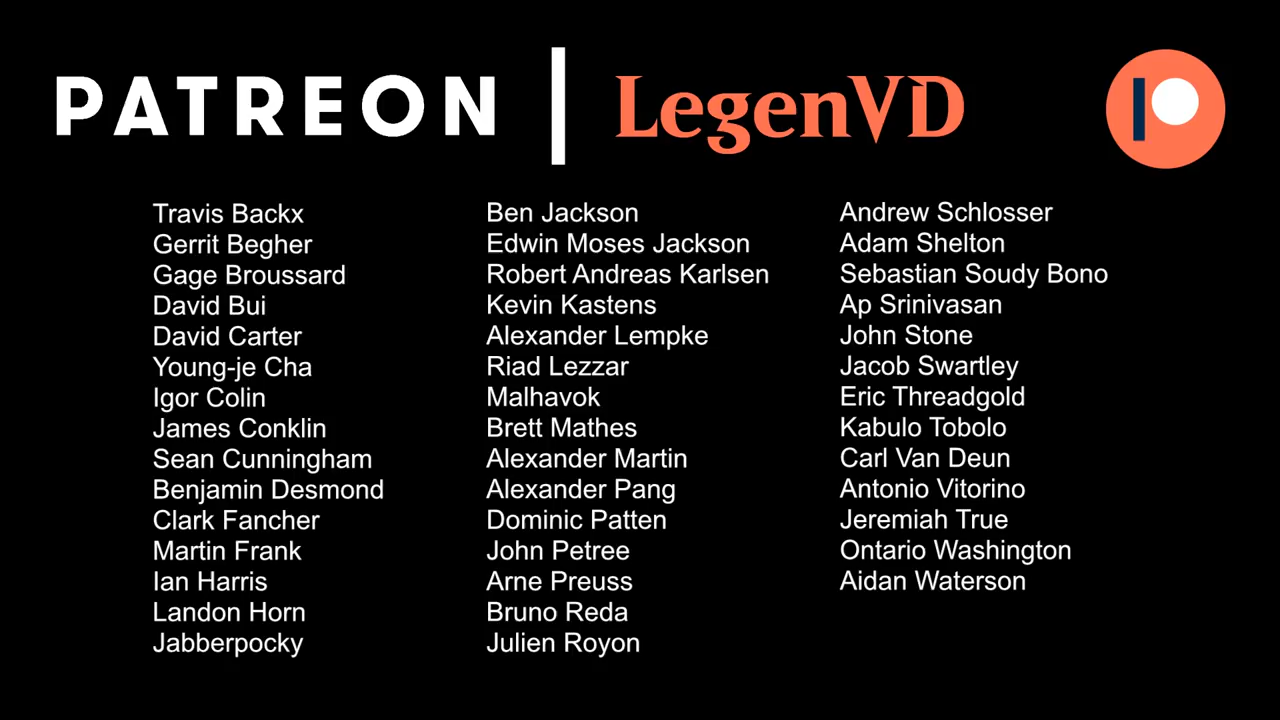 PATREON | LegenVD
Travis Backx
Gerrit Begher
Gage Broussard
David Bui
David Carter
Young-je Cha
Igor Colin
James Conklin
Sean Cunningham
Benjamin Desmond
Clark Fancher
Martin Frank
Ian Harris
Landon Horn
Jabberpocky
Ben Jackson
Edwin Moses Jackson
Robert Andreas Karlsen
Kevin Kastens
Alexander Lempke
Riad Lezzar
Malhavok
Brett Mathes
Alexander Martin
Alexander Pang
Dominic Patten
John Petree
Arne Preuss
Bruno Reda
Julien Royon
Andrew Schlosser
Adam Shelton
Sebastian Soudy Bono
Ap Srinivasan
John Stone
Jacob Swartley
Eric Threadgold
Kabulo Tobolo
Carl Van Deun
Antonio Vitorino
Jeremiah True
Ontario Washington
Aidan Waterson